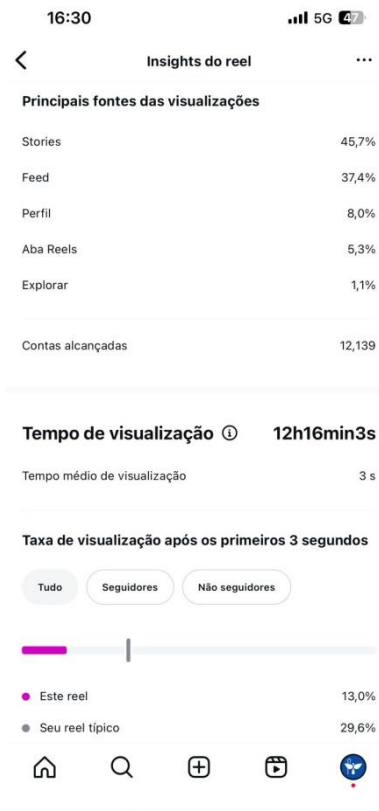 16:30
5G 47
Insights do reel
Principais fontes das visualizações
Stories 45,7%
Feed 37,4%
Perfil 8,0%
Aba Reels 5,3%
Explorar 1,1%
Contas alcançadas 12,139
Tempo de visualização 12h16min3s
Tempo médio de visualização 3 s
Taxa de visualização após os primeiros 3 segundos
Tudo Seguidores Não seguidores
Este reel 13,0%
Seu reel típico 29,6%